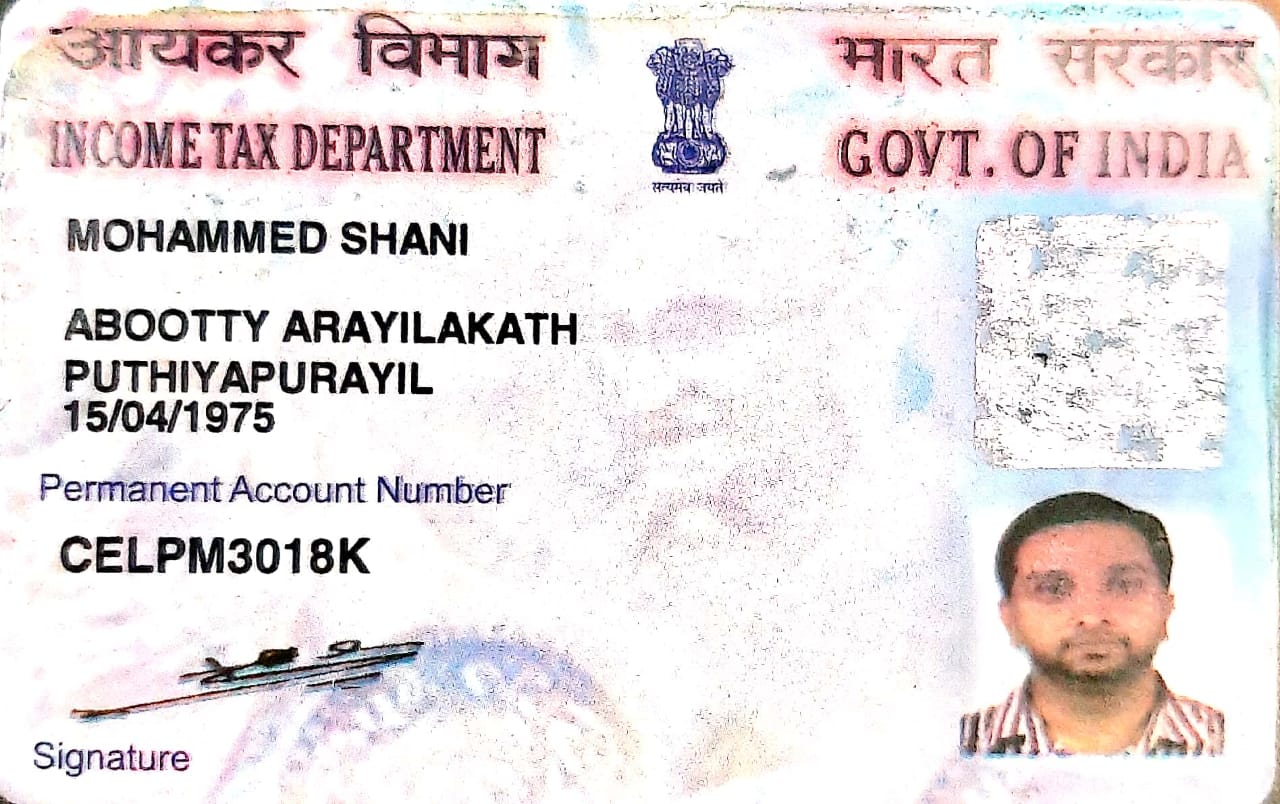 आयकर विभाग
भारत सरकार
INCOME TAX DEPARTMENT
GOVT. OF INDIA
सत्यमेव जयते
MOHAMMED SHANI
ABOOTTY ARAYILAKATH
PUTHIYAPURAYIL
15/04/1975
Permanent Account Number
CELPM3018K
Signature